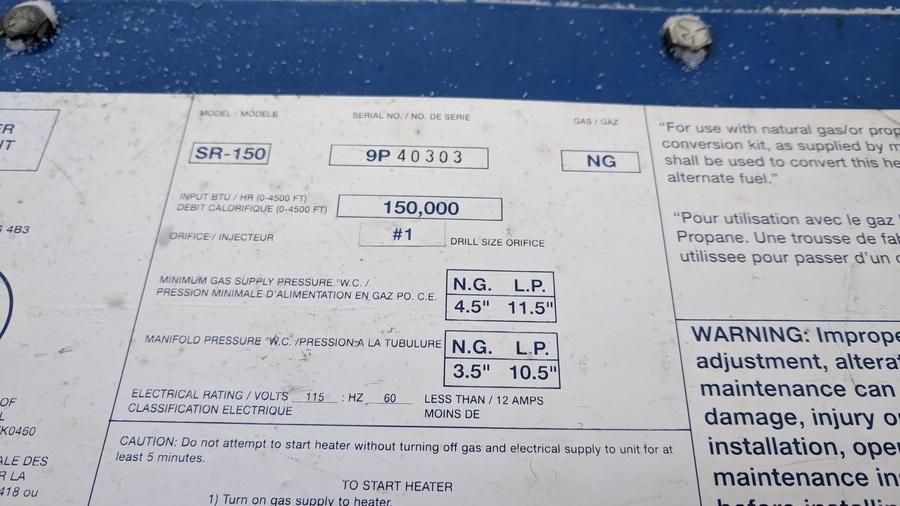 MODEL / MODÈLE
SERIAL NO. / NO. DE SERIE
GAS / GAZ
SR-150
9P 40303
NG
INPUT BTU / HR (0-4500 FT)
DEBIT CALORIFIQUE (0-4500 FT)
150,000
ORIFICE / INJECTEUR
#1
DRILL SIZE ORIFICE
MINIMUM GAS SUPPLY PRESSURE "W.C. /
PRESSION MINIMALE D'ALIMENTATION EN GAZ PO. C.E.
N.G. L.P.
4.5" 11.5"
MANIFOLD PRESSURE "W.C. /PRESSION A LA TUBULURE
N.G. L.P.
3.5" 10.5"
ELECTRICAL RATING / VOLTS 115 : HZ 60 LESS THAN / 12 AMPS
CLASSIFICATION ELECTRIQUE MOINS DE
CAUTION: Do not attempt to start heater without turning off gas and electrical supply to unit for at
least 5 minutes.
TO START HEATER
1) Turn on gas supply to heater.
"For use with natural gas/or prop
conversion kit, as supplied by m
shall be used to convert this he
alternate fuel."
"Pour utilisation avec le gaz
Propane. Une trousse de fab
utilisee pour passer d'un
WARNING: Imprope
adjustment, alterat
maintenance can
damage, injury o
installation, oper
maintenance in
before installi
ER
IT
4B3
OF
L
K0460
ALE DES
R LA
418 ou